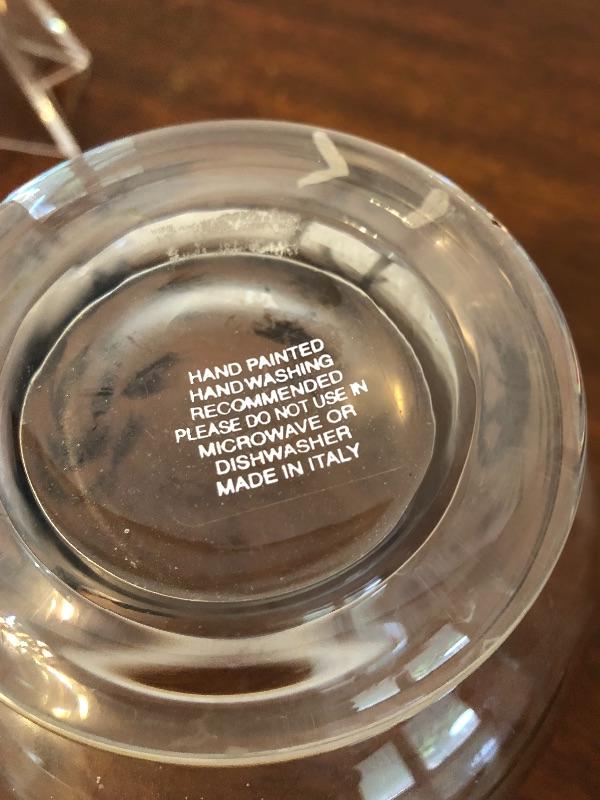 HAND PAINTED
HANDWASHING
RECOMMENDED
PLEASE DO NOT USE IN
MICROWAVE OR
DISHWASHER
MADE IN ITALY